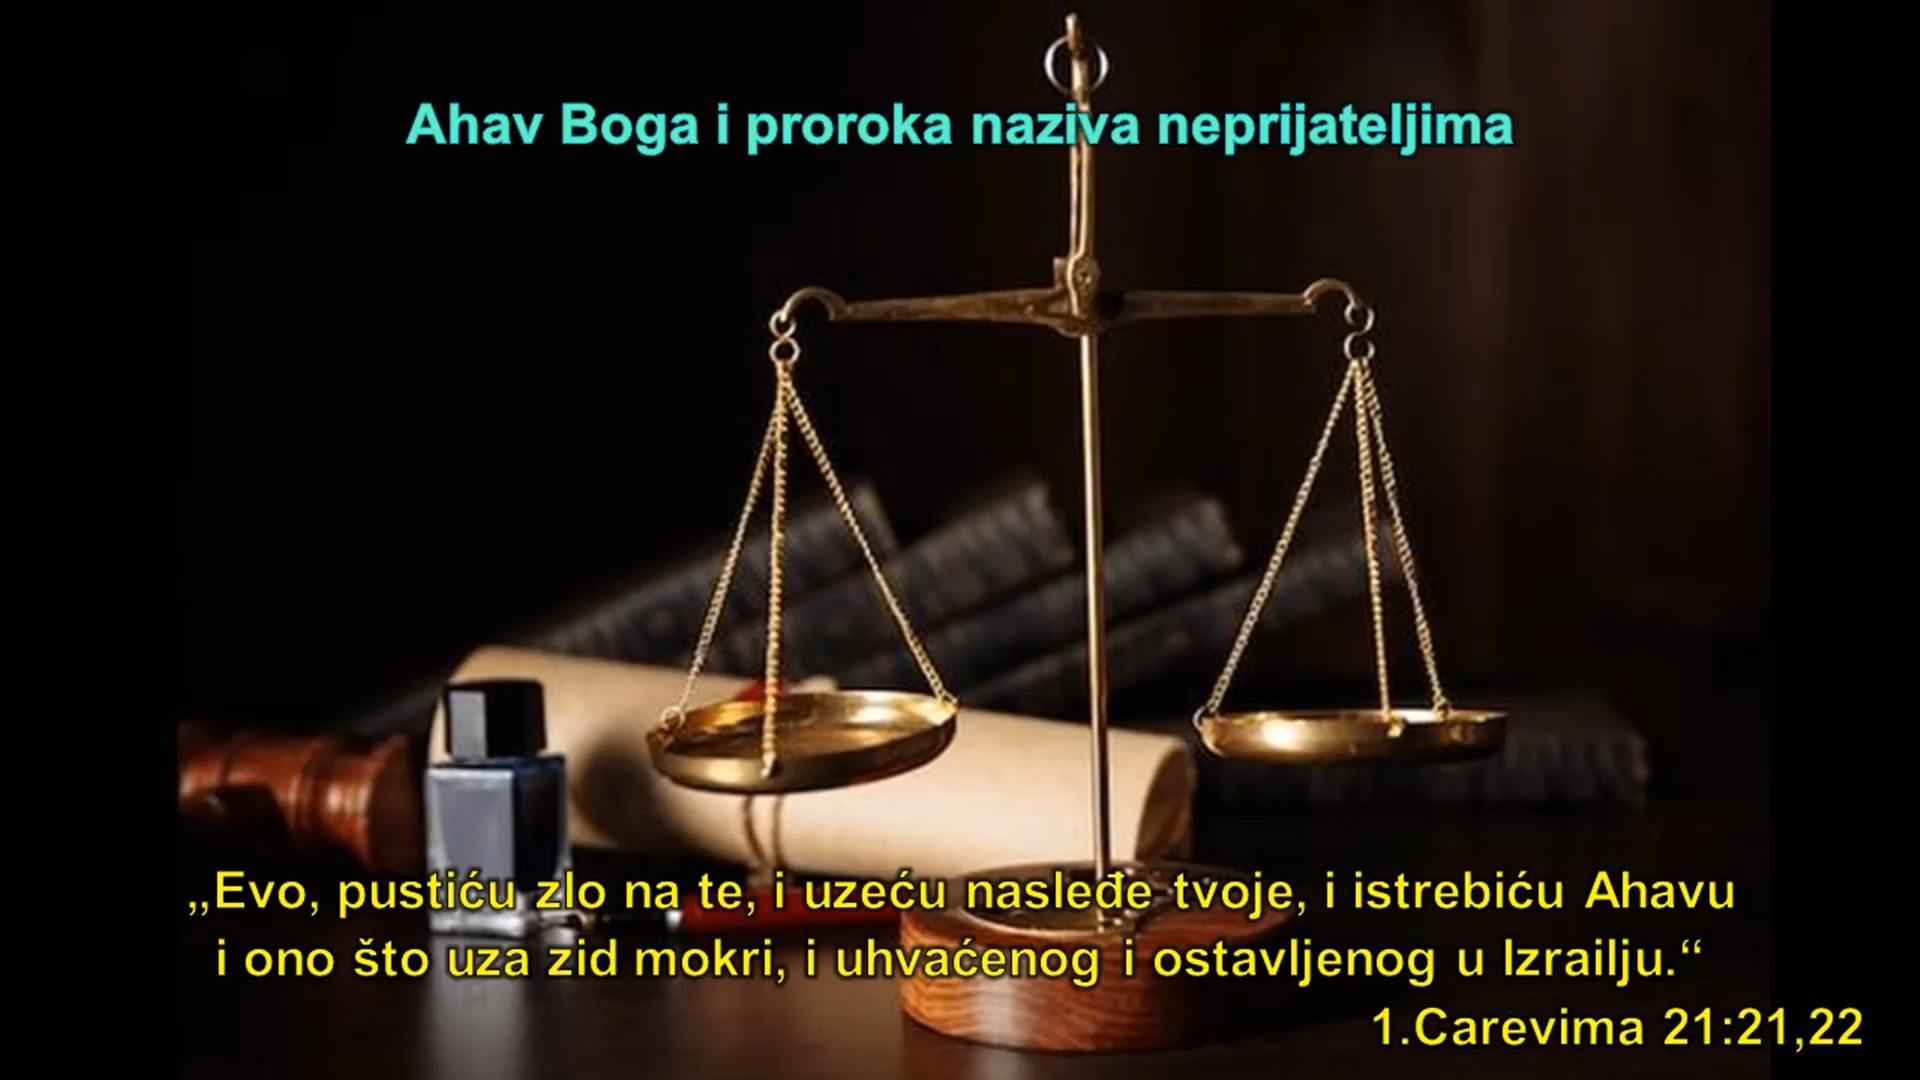 Ahav Boga i proroka naziva neprijateljima
„Evo, pustiću zlo na te, i uzeću nasleđe tvoje, i istrebiću Ahavu
i ono što uza zid mokri, i uhvaćenog i ostavljenog u Izrailju.“
1.Carevima 21:21,22